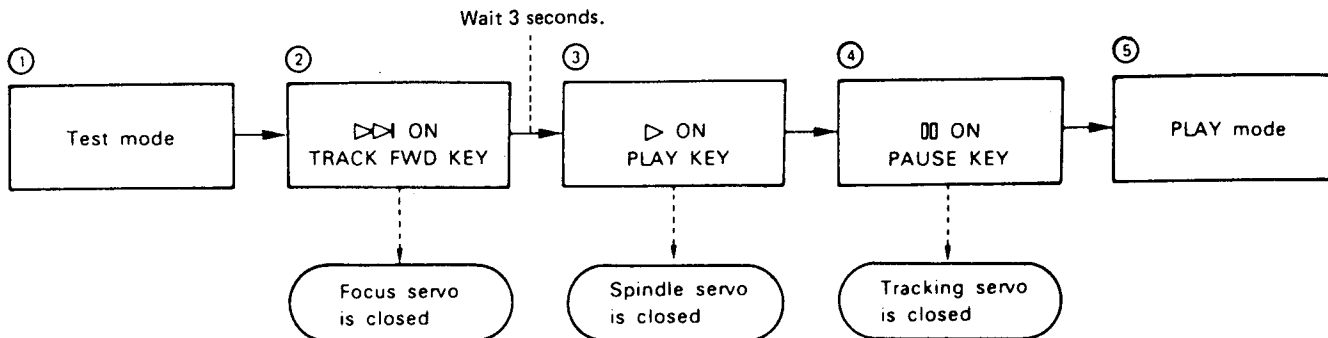 Wait 3 seconds.
①
Test mode
②
▷▷| ON
TRACK FWD KEY
③
▷ ON
PLAY KEY
④
▯▯ ON
PAUSE KEY
⑤
PLAY mode
Focus servo
is closed
Spindle servo
is closed
Tracking servo
is closed